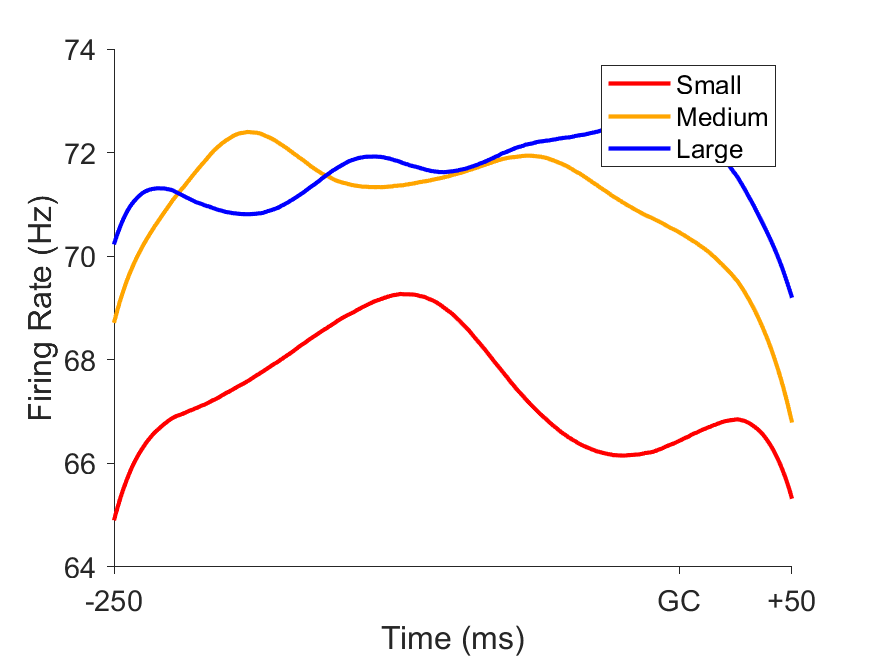 74
72
70
68
66
64
Firing Rate (Hz)
Small
Medium
Large
-250
GC
+50
Time (ms)